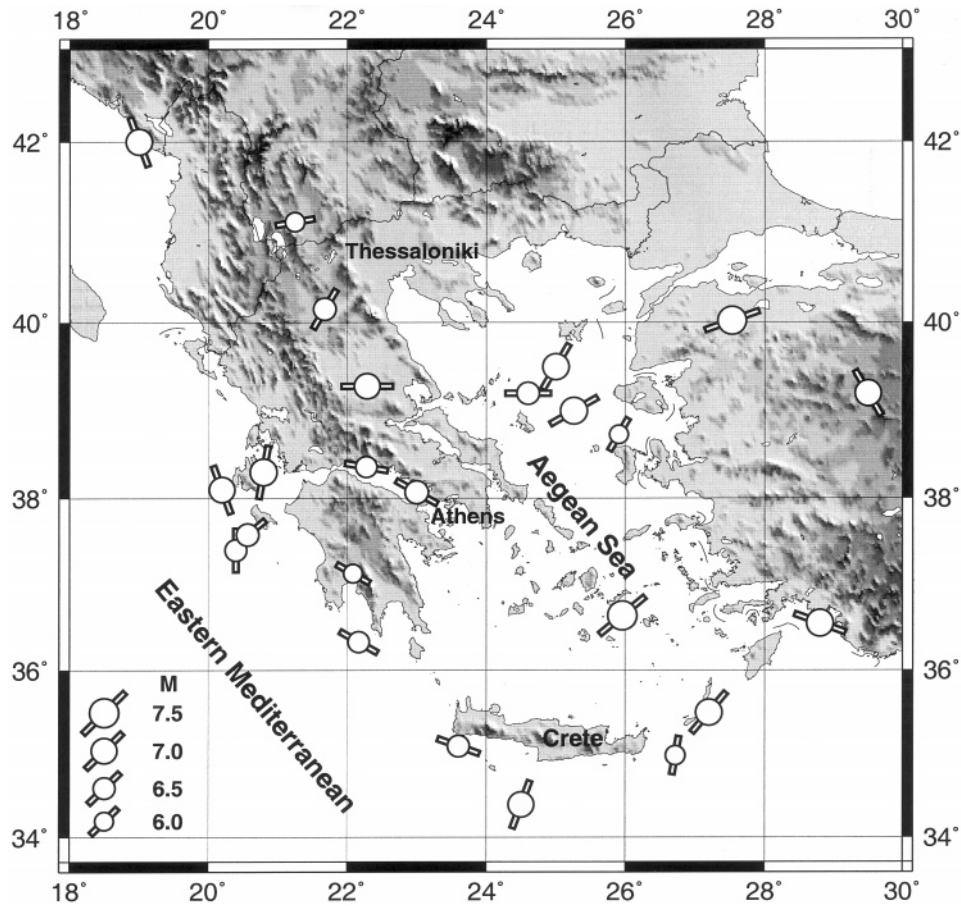 18° 20° 22° 24° 26° 28° 30°
42° 42°
Thessaloniki
40° 40°
Aegean Sea
38° 38°
Athens
Eastern Mediterranean
36° 36°
M
7.5
Crete
7.0
6.5
6.0
34° 34°
18° 20° 22° 24° 26° 28° 30°